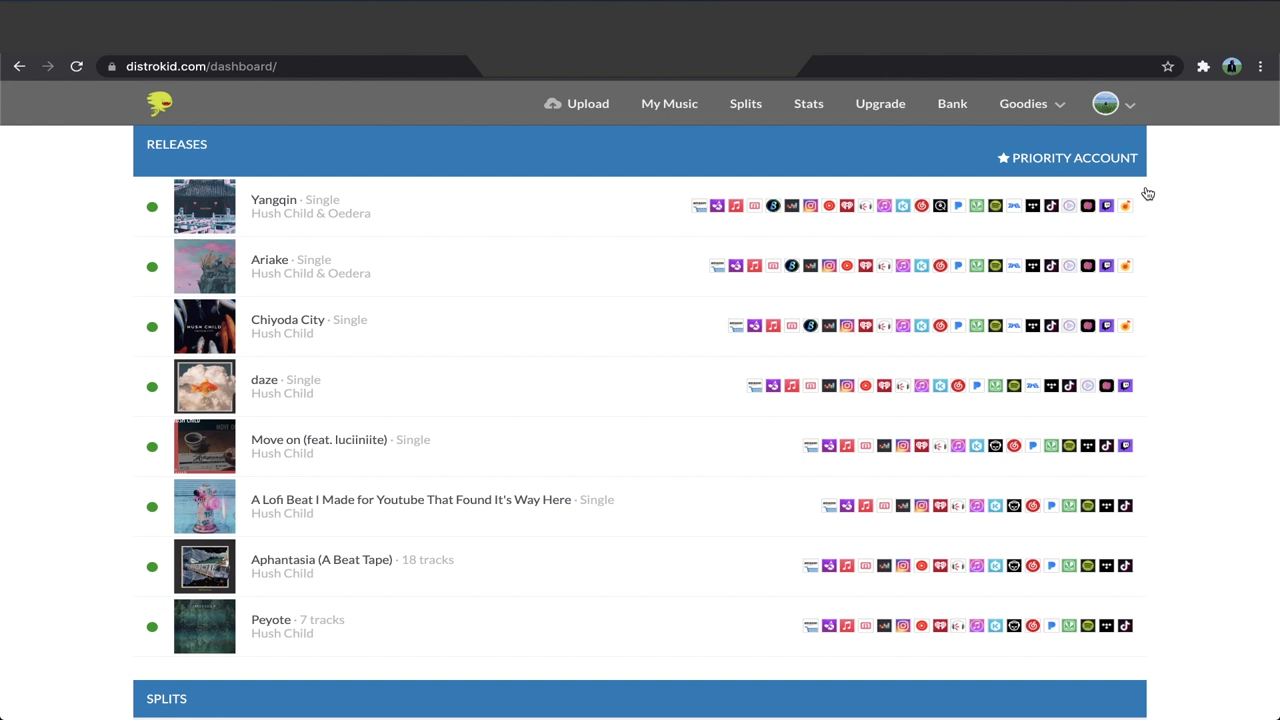 distrokid.com/dashboard/
Upload My Music Splits Stats Upgrade Bank Goodies
RELEASES
PRIORITY ACCOUNT
Yangqin · Single
Hush Child & Oedera
Ariake · Single
Hush Child & Oedera
Chiyoda City · Single
Hush Child
HUSH CHILD
daze · Single
Hush Child
Move on (feat. luciiniite) · Single
Hush Child
A Lofi Beat I Made for Youtube That Found It's Way Here · Single
Hush Child
Aphantasia (A Beat Tape) · 18 tracks
Hush Child
Peyote · 7 tracks
Hush Child
SPLITS